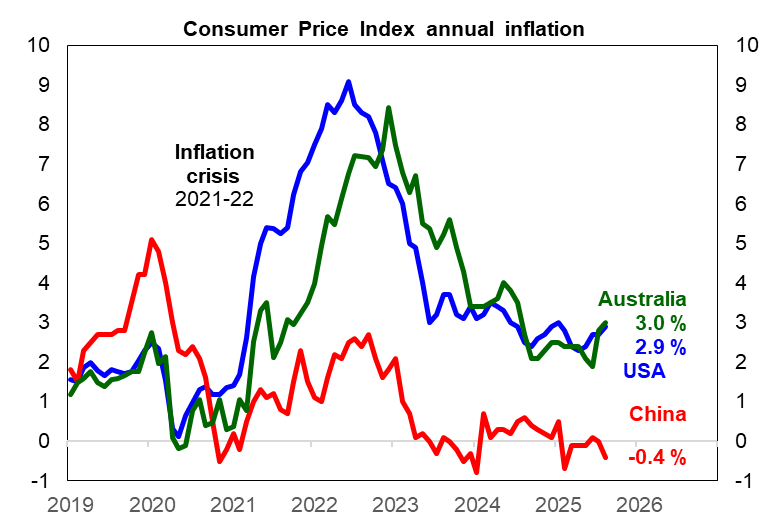 Consumer Price Index annual inflation
10 10
9 9
8 8
7 7
6 6
5 5
4 4
3 3
2 2
1 1
0 0
-1 -1
Inflation
crisis
2021-22
Australia
3.0 %
2.9 %
USA
China
-0.4 %
2019 2020 2021 2022 2023 2024 2025 2026